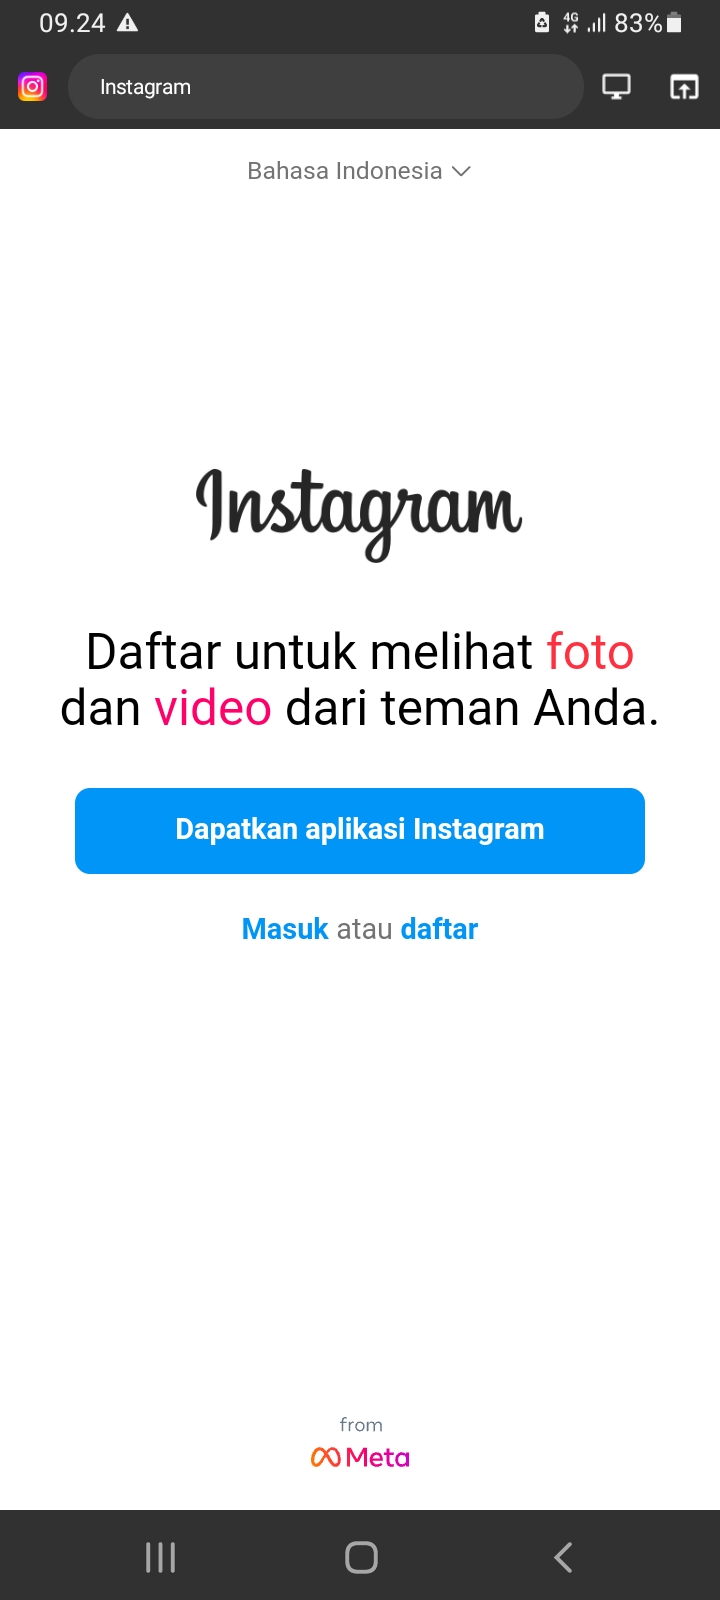 09.24
4G
83%
Instagram
Bahasa Indonesia
Instagram
Daftar untuk melihat foto
dan video dari teman Anda.
Dapatkan aplikasi Instagram
Masuk atau daftar
from
Meta